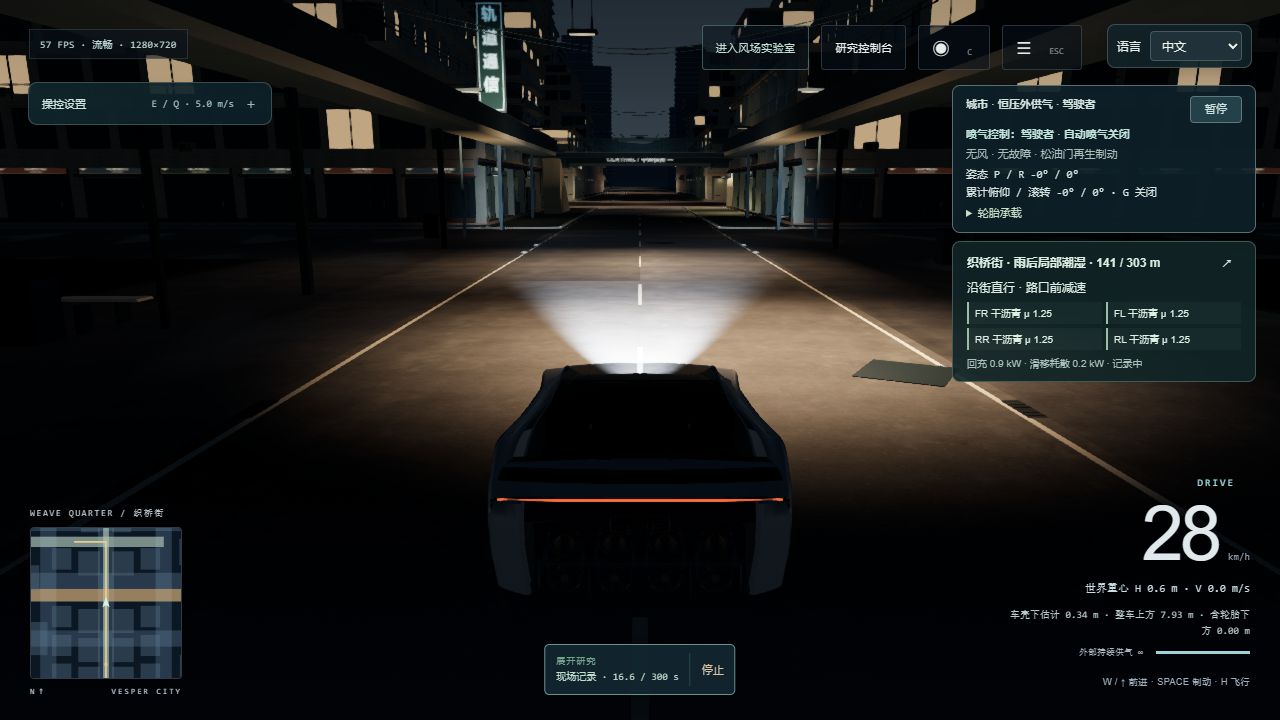 57 FPS · 流畅 · 1280×720
操控设置 E / Q · 5.0 m/s +
轨道通信
进入风场实验室
研究控制台
C
ESC
语言 中文
城市 · 恒压外供气 · 驾驶者
暂停
喷气控制: 驾驶者 · 自动喷气关闭
无风 · 无故障 · 松油门再生制动
姿态 P / R -0° / 0°
累计俯仰 / 滚转 -0° / 0° · G 关闭
▶ 轮胎承载
织桥街 · 雨后局部潮湿 · 141 / 303 m ↗
沿街直行 · 路口前减速
FR 干沥青 μ 1.25
FL 干沥青 μ 1.25
RR 干沥青 μ 1.25
RL 干沥青 μ 1.25
回充 0.9 kW · 滑移耗散 0.2 kW · 记录中
DRIVE
28 km/h
世界重心 H 0.6 m · V 0.0 m/s
车壳下估计 0.34 m · 整车上方 7.93 m · 含轮胎下
方 0.00 m
外部持续供气 ∞
W / ↑ 前进 · SPACE 制动 · H 飞行
WEAVE QUARTER / 织桥街
N↑ VESPER CITY
展开研究
现场记录 · 16.6 / 300 s
停止